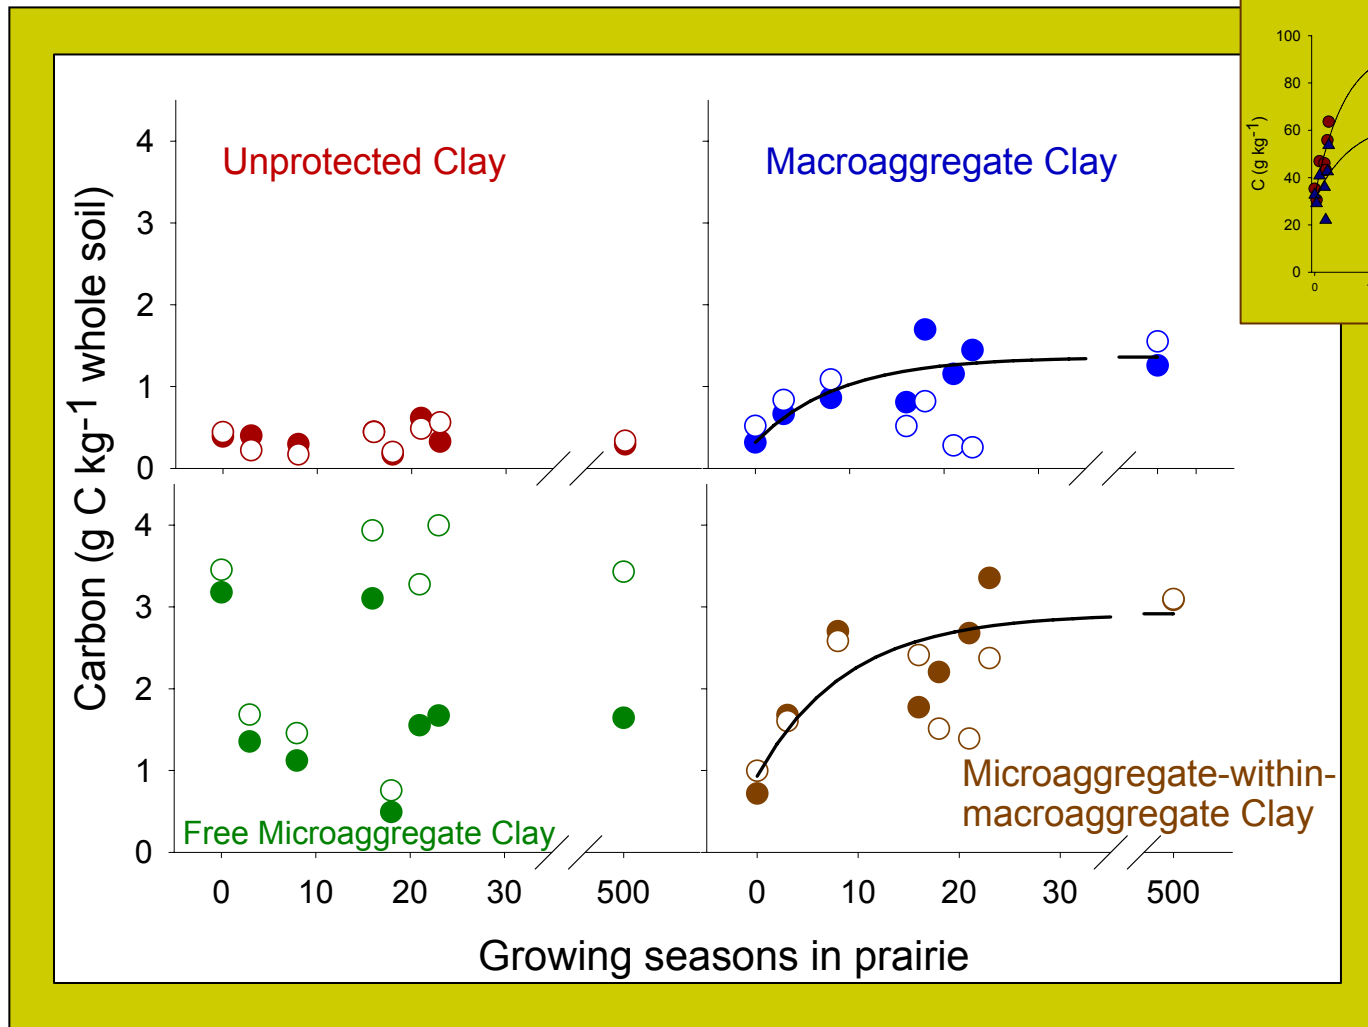 Unprotected Clay
Macroaggregate Clay
Free Microaggregate Clay
Microaggregate-within-
macroaggregate Clay
Carbon (g C kg-1 whole soil)
4
3
2
1
0
4
3
2
1
0
0 10 20 30 500
0 10 20 30 500
Growing seasons in prairie
C (g kg-1)
100
80
60
40
20
0
0